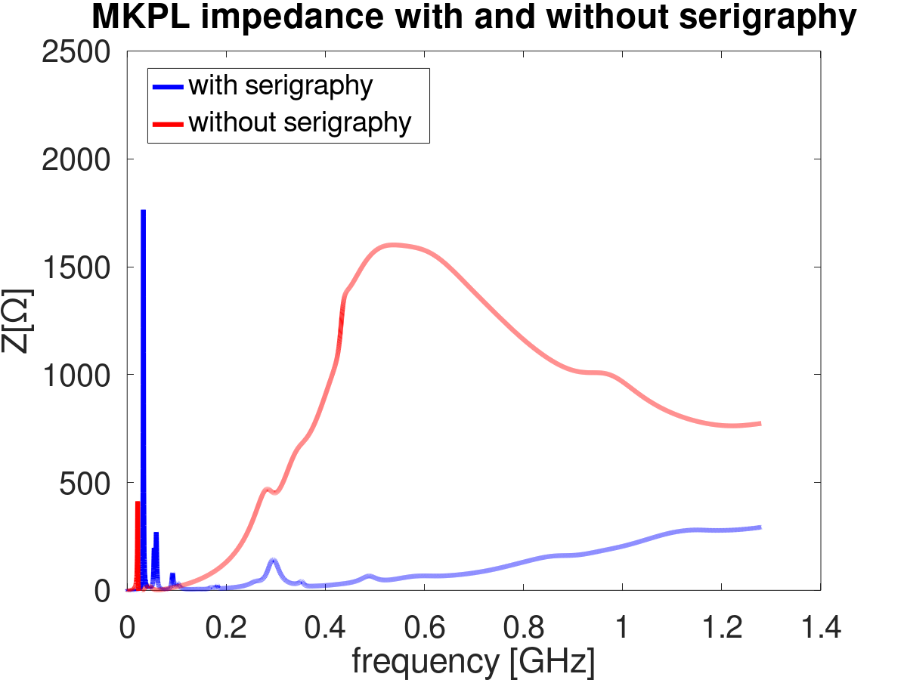 MKPL impedance with and without serigraphy
2500
with serigraphy
without serigraphy
2000
1500
Z[Ω]
1000
500
0
0 0.2 0.4 0.6 0.8 1 1.2 1.4
frequency [GHz]